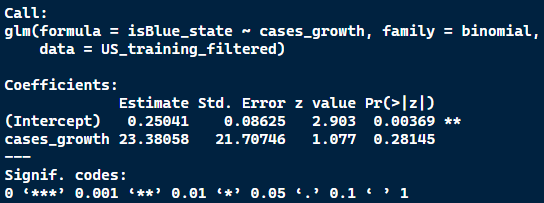 Call:
glm(formula = isBlue_state ~ cases_growth, family = binomial,
    data = US_training_filtered)

Coefficients:
             Estimate Std. Error z value Pr(>|z|)
(Intercept)   0.25041    0.08625   2.903  0.00369 **
cases_growth 23.38058   21.70746   1.077  0.28145
---
Signif. codes:
0 ‘***’ 0.001 ‘**’ 0.01 ‘*’ 0.05 ‘.’ 0.1 ‘ ’ 1